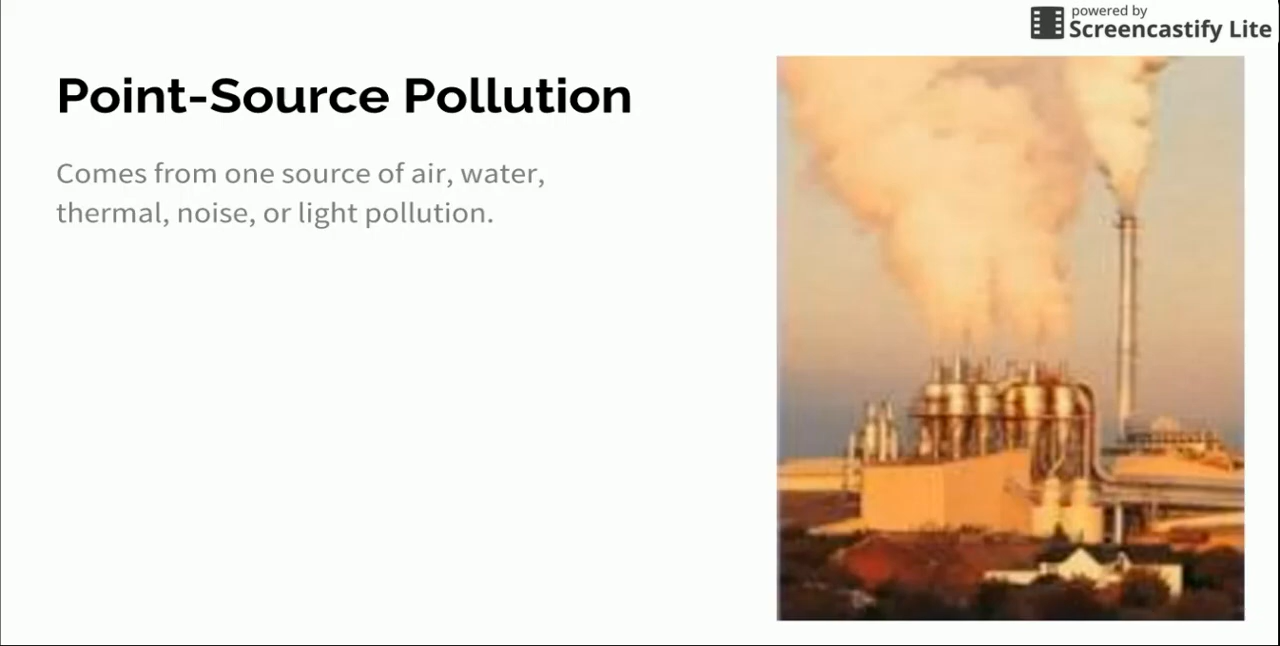 powered by
Screencastify Lite
Point-Source Pollution
Comes from one source of air, water,
thermal, noise, or light pollution.